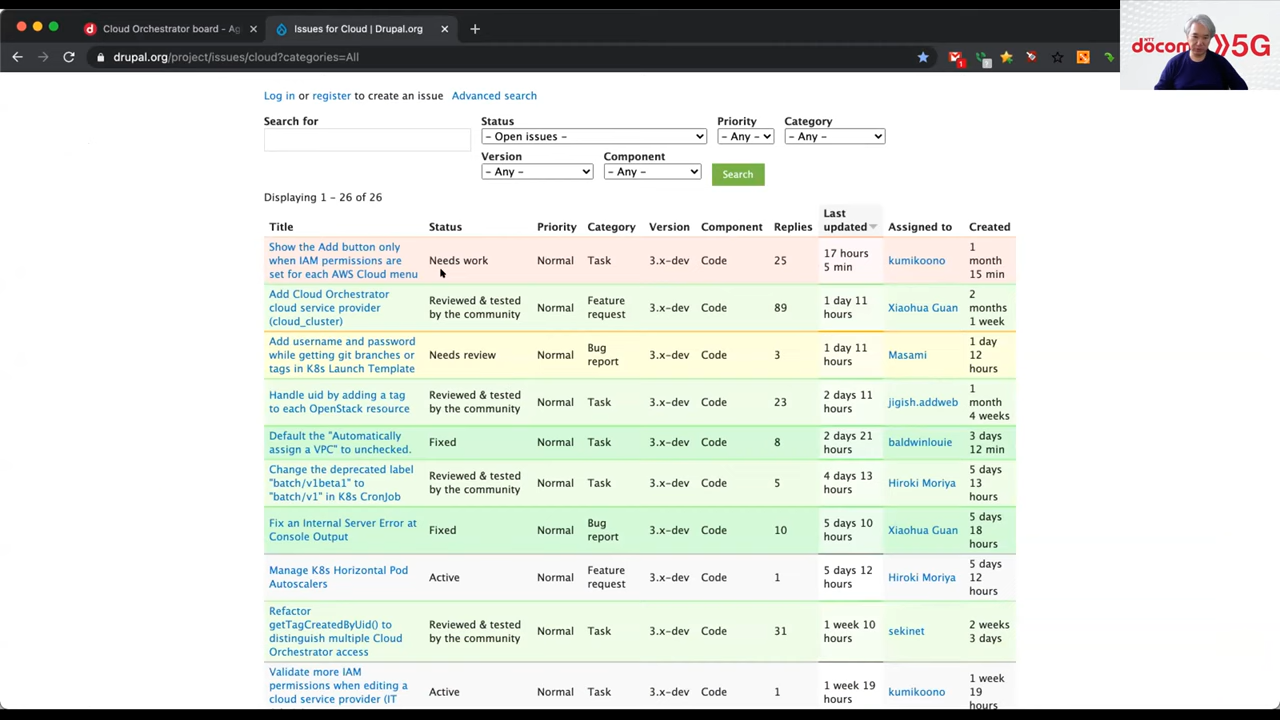 Cloud Orchestrator board - Ag
Issues for Cloud | Drupal.org
drupal.org/project/issues/cloud?categories=All
NTT
docomo 5G
Log in or register to create an issue Advanced search
Search for
Status
Priority
Category
- Open issues -
- Any -
- Any -
Version
Component
- Any -
- Any -
Search
Displaying 1 – 26 of 26
Title Status Priority Category Version Component Replies Last updated Assigned to Created
Show the Add button only
when IAM permissions are
set for each AWS Cloud menu
Needs work
Normal
Task
3.x-dev
Code
25
17 hours
5 min
kumikoono
1
month
15 min
Add Cloud Orchestrator
cloud service provider
(cloud_cluster)
Reviewed & tested
by the community
Normal
Feature
request
3.x-dev
Code
89
1 day 11
hours
Xiaohua Guan
2
months
1 week
Add username and password
while getting git branches or
tags in K8s Launch Template
Needs review
Normal
Bug
report
3.x-dev
Code
3
1 day 11
hours
Masami
1 day
12
hours
Handle uid by adding a tag
to each OpenStack resource
Reviewed & tested
by the community
Normal
Task
3.x-dev
Code
23
2 days 11
hours
jigish.addweb
1
month
4 weeks
Default the "Automatically
assign a VPC" to unchecked.
Fixed
Normal
Task
3.x-dev
Code
8
2 days 21
hours
baldwinlouie
3 days
12 min
Change the deprecated label
"batch/v1beta1" to
"batch/v1" in K8s CronJob
Reviewed & tested
by the community
Normal
Task
3.x-dev
Code
5
4 days 13
hours
Hiroki Moriya
5 days
13
hours
Fix an Internal Server Error at
Console Output
Fixed
Normal
Bug
report
3.x-dev
Code
10
5 days 10
hours
Xiaohua Guan
5 days
18
hours
Manage K8s Horizontal Pod
Autoscalers
Active
Normal
Feature
request
3.x-dev
Code
1
5 days 12
hours
Hiroki Moriya
5 days
12
hours
Refactor
getTagCreatedByUid() to
distinguish multiple Cloud
Orchestrator access
Reviewed & tested
by the community
Normal
Task
3.x-dev
Code
31
1 week 10
hours
sekinet
2 weeks
3 days
Validate more IAM
permissions when editing a
cloud service provider (IT
Active
Normal
Task
3.x-dev
Code
1
1 week 19
hours
kumikoono
1 week
19
hours